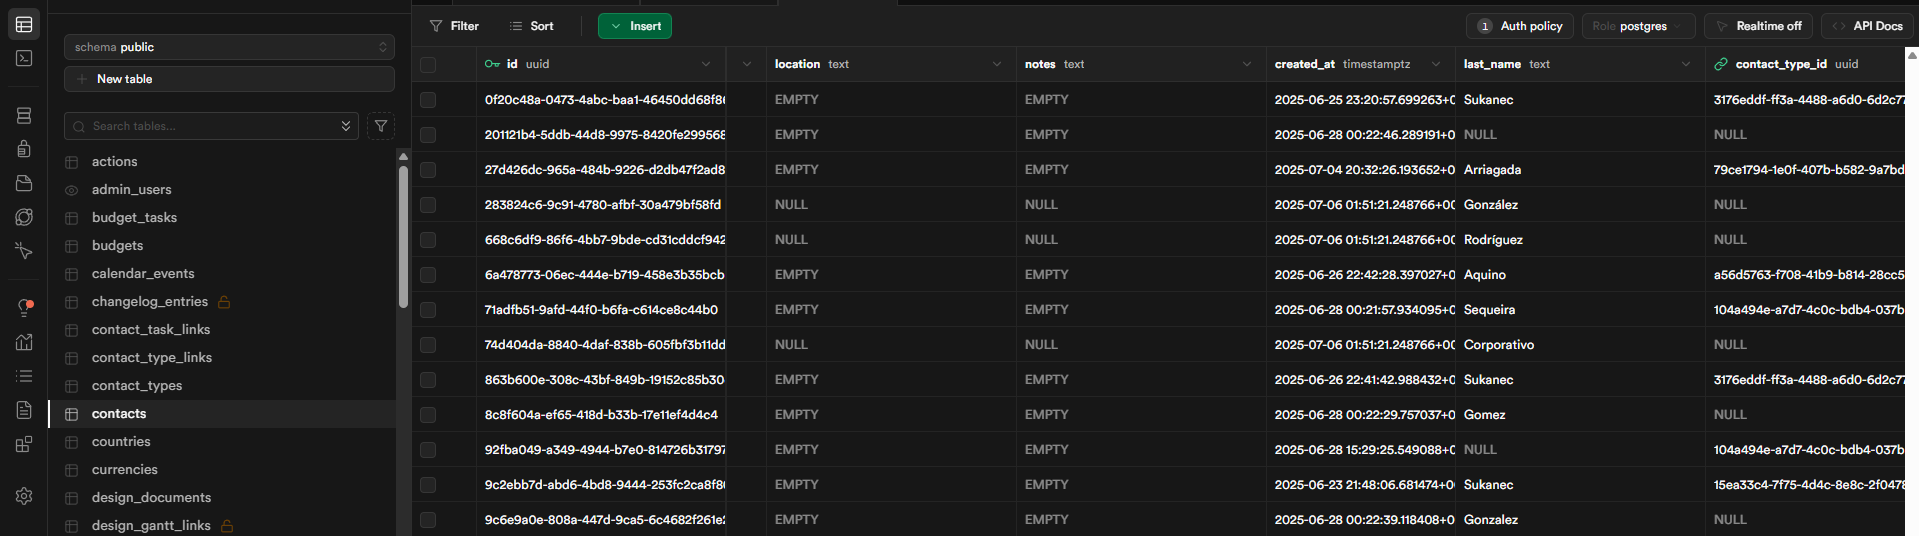 schema public
New table
Search tables...
actions
admin_users
budget_tasks
budgets
calendar_events
changelog_entries
contact_task_links
contact_type_links
contact_types
contacts
countries
currencies
design_documents
design_gantt_links
Filter Sort Insert 1 Auth policy Role postgres Realtime off API Docs
id uuid location text notes text created_at timestamptz last_name text contact_type_id uuid
0f20c48a-0473-4abc-baa1-46450dd68f8 EMPTY EMPTY 2025-06-25 23:20:57.699263+0 Sukanec 3176eddf-ff3a-4488-a6d0-6d2c77
201121b4-5ddb-44d8-9975-8420fe299568 EMPTY EMPTY 2025-06-28 00:22:46.289191+0 NULL NULL
27d426dc-965a-484b-9226-d2db47f2ad8 EMPTY EMPTY 2025-07-04 20:32:26.193652+0 Arriagada 79ce1794-1e0f-407b-b582-9a7bd
283824c6-9c91-4780-afbf-30a479bf58fd NULL NULL 2025-07-06 01:51:21.248766+00 González NULL
668c6df9-86f6-4bb7-9bde-cd31cddcf942 NULL NULL 2025-07-06 01:51:21.248766+00 Rodríguez NULL
6a478773-06ec-444e-b719-458e3b35bcb EMPTY EMPTY 2025-06-26 22:42:28.397027+ Aquino a56d5763-f708-41b9-b814-28cc5
71adfb51-9afd-44f0-b6fa-c614ce8c44b0 EMPTY EMPTY 2025-06-28 00:21:57.934095+0 Sequeira 104a494e-a7d7-4c0c-bdb4-037b
74d404da-8840-4daf-838b-605fbf3b11dd NULL NULL 2025-07-06 01:51:21.248766+00 Corporativo NULL
863b600e-308c-43bf-849b-19152c85b30 EMPTY EMPTY 2025-06-26 22:41:42.988432+0 Sukanec 3176eddf-ff3a-4488-a6d0-6d2c77
8c8f604a-ef65-418d-b33b-17e11ef4d4c4 EMPTY EMPTY 2025-06-28 00:22:29.757037+0 Gomez NULL
92fba049-a349-4944-b7e0-814726b31797 EMPTY EMPTY 2025-06-28 15:29:25.549088+0 NULL 104a494e-a7d7-4c0c-bdb4-037b
9c2ebb7d-abd6-4bd8-9444-253fc2ca8f8 EMPTY EMPTY 2025-06-23 21:48:06.681474+0 Sukanec 15ea33c4-7f75-4d4c-8e8c-2f0478
9c6e9a0e-808a-447d-9ca5-6c4682f261e EMPTY EMPTY 2025-06-28 00:22:39.118408+0 Gonzalez NULL